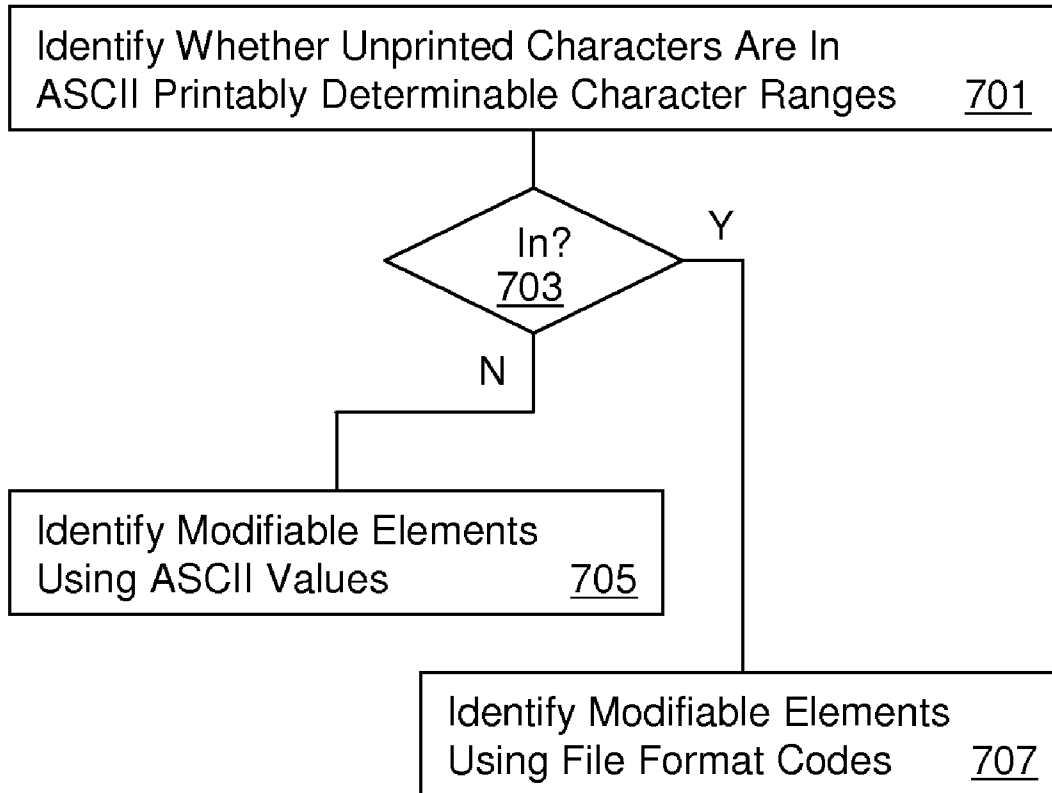 Identify Whether Unprinted Characters Are In
ASCII Printably Determinable Character Ranges 701
In?
703
Y
N
Identify Modifiable Elements
Using ASCII Values 705
Identify Modifiable Elements
Using File Format Codes 707